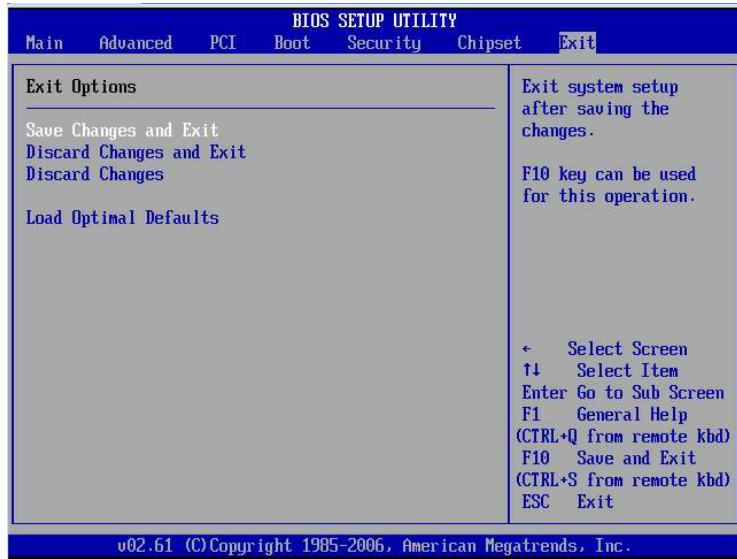 BIOS SETUP UTILITY
Main Advanced PCI Boot Security Chipset Exit
Exit Options
Save Changes and Exit
Discard Changes and Exit
Discard Changes
Load Optimal Defaults
Exit system setup
after saving the
changes.
F10 key can be used
for this operation.
← Select Screen
↑↓ Select Item
Enter Go to Sub Screen
F1 General Help
(CTRL+Q from remote kbd)
F10 Save and Exit
(CTRL+S from remote kbd)
ESC Exit
v02.61 (C)Copyright 1985-2006, American Megatrends, Inc.